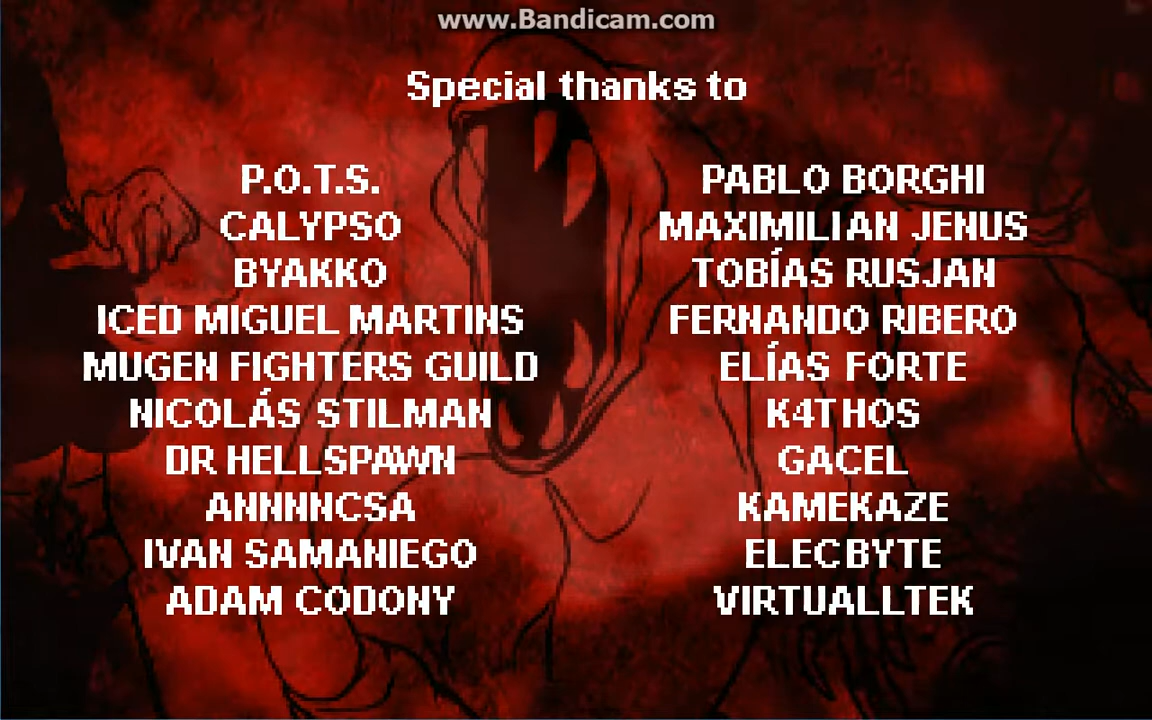 www.Bandicam.com
Special thanks to
P.O.T.S.
CALYPSO
BYAKKO
ICED MIGUEL MARTINS
MUGEN FIGHTERS GUILD
NICOLÁS STILMAN
DR HELLSPAWN
ANNNNCSA
IVAN SAMANIEGO
ADAM CODONY
PABLO BORGHI
MAXIMILIAN JENUS
TOBÍAS RUSJAN
FERNANDO RIBERO
ELÍAS FORTE
K4THOS
GACEL
KAMEKAZE
ELECBYTE
VIRTUALLTEK